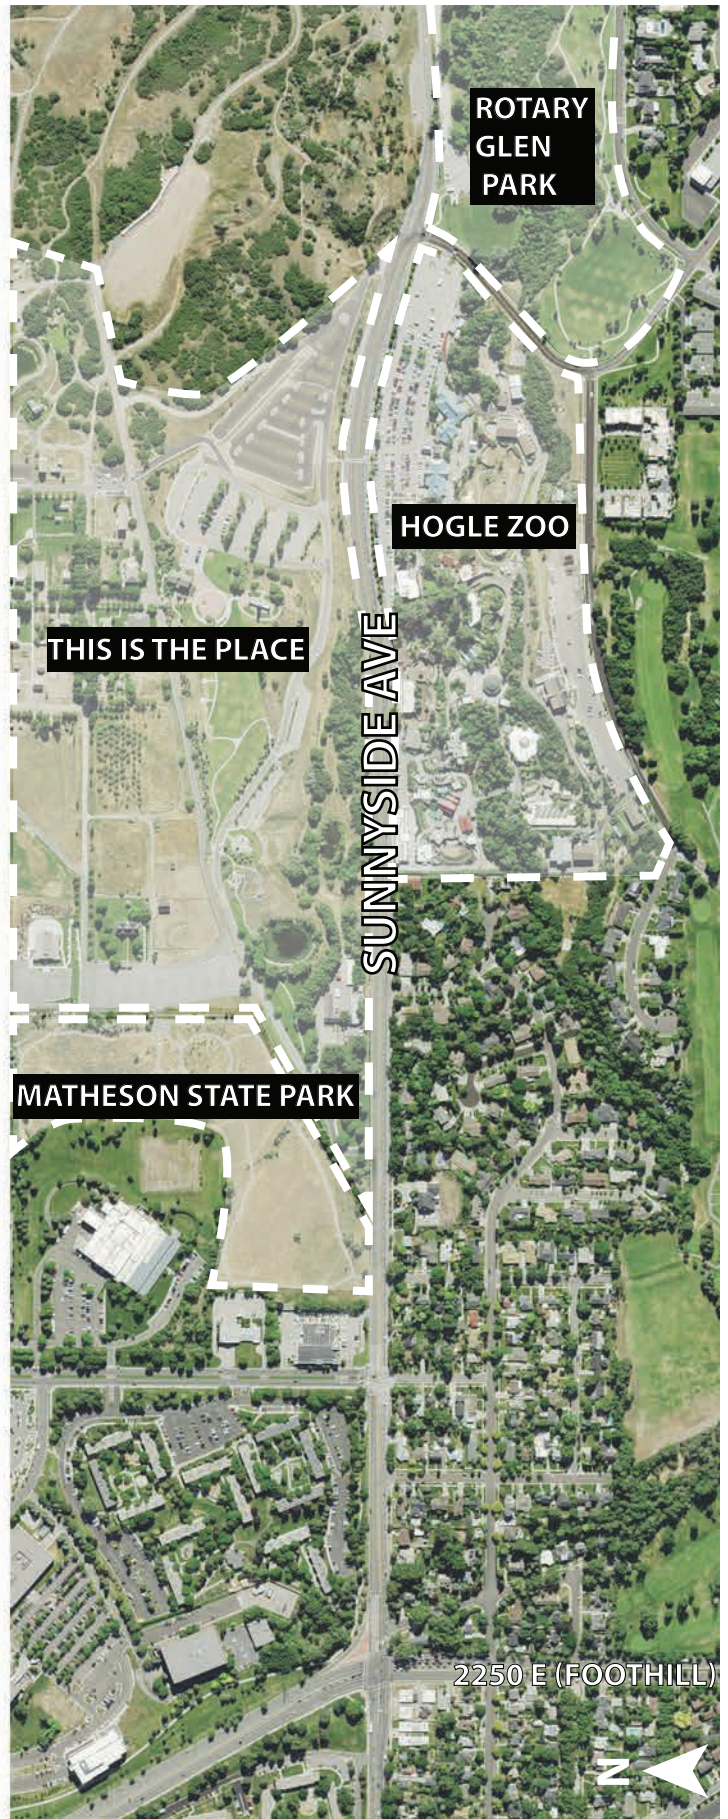 ROTARY
GLEN
PARK
HOGLE ZOO
THIS IS THE PLACE
SUNNYSIDE AVE
MATHESON STATE PARK
2250 E (FOOTHILL)
N